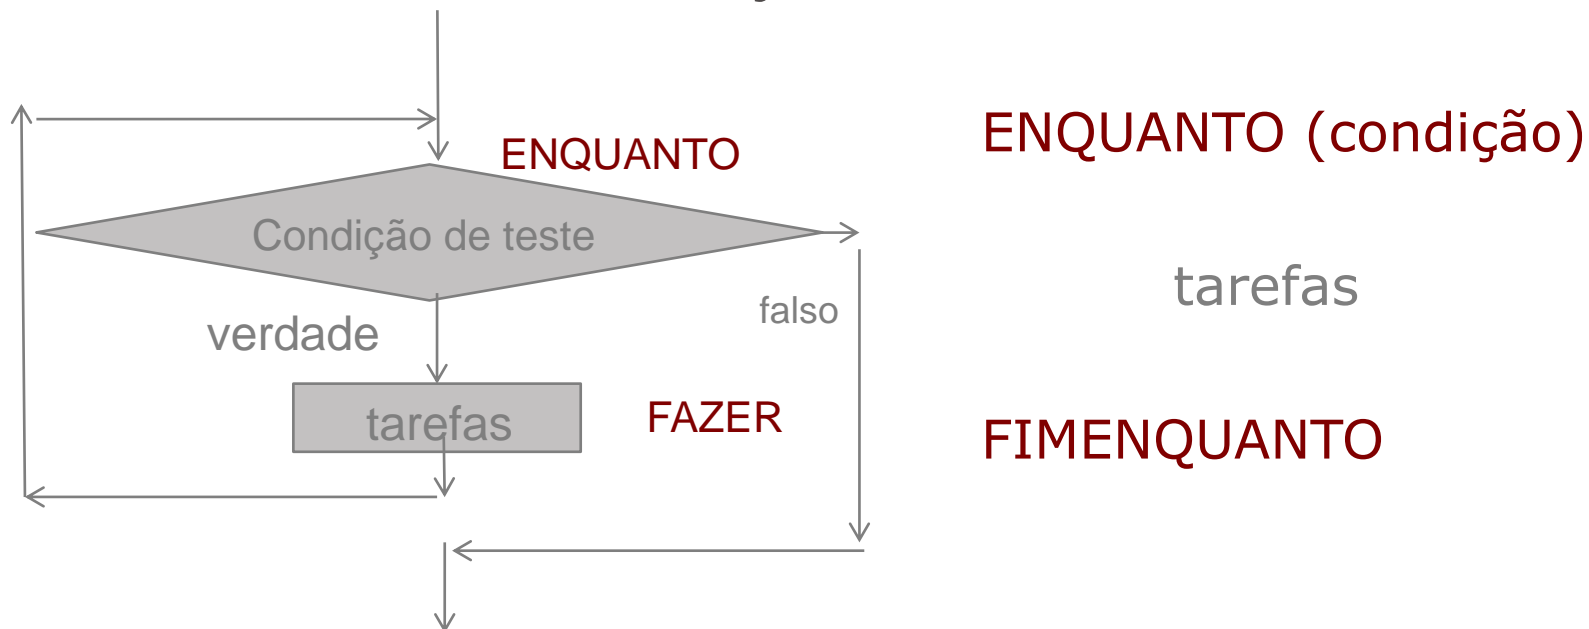 ENQUANTO
Condição de teste
verdade
falso
tarefas
FAZER
ENQUANTO (condição)
tarefas
FIMENQUANTO